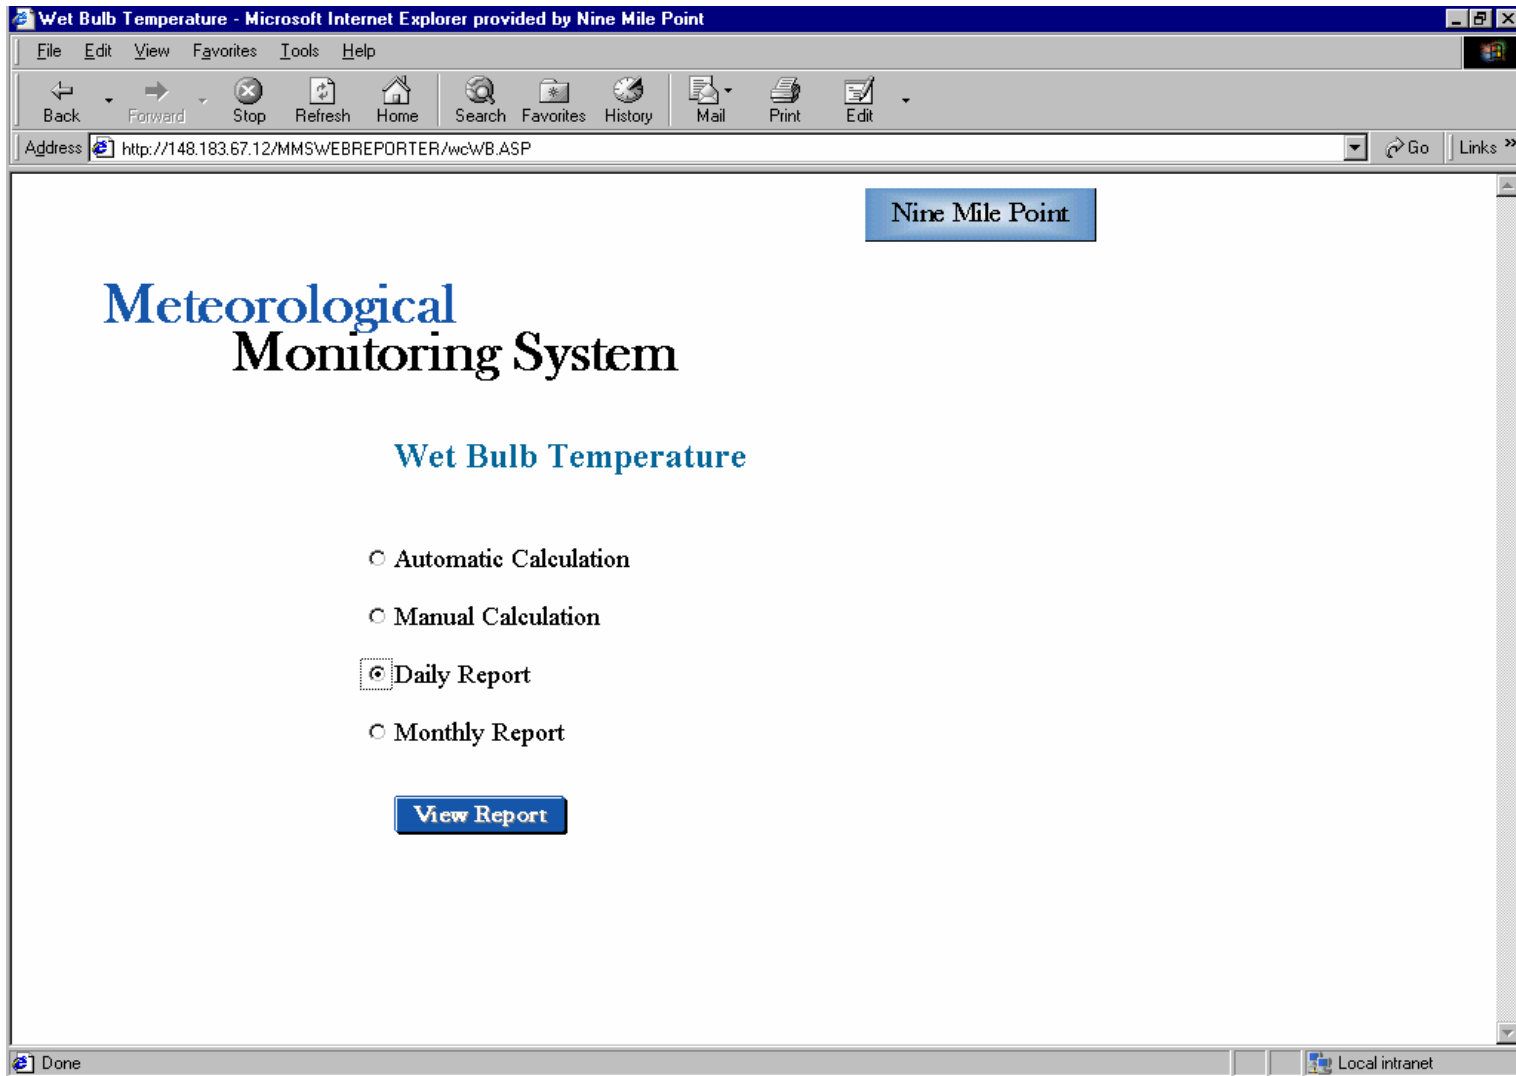 Wet Bulb Temperature - Microsoft Internet Explorer provided by Nine Mile Point
File Edit View Favorites Tools Help
Back Forward Stop Refresh Home Search Favorites History Mail Print Edit
Address http://148.183.67.12/MMSWEBREPORTER/wcWB.ASP Go Links »
Nine Mile Point
Meteorological
Monitoring System
Wet Bulb Temperature
Automatic Calculation
Manual Calculation
Daily Report
Monthly Report
View Report
Done Local intranet